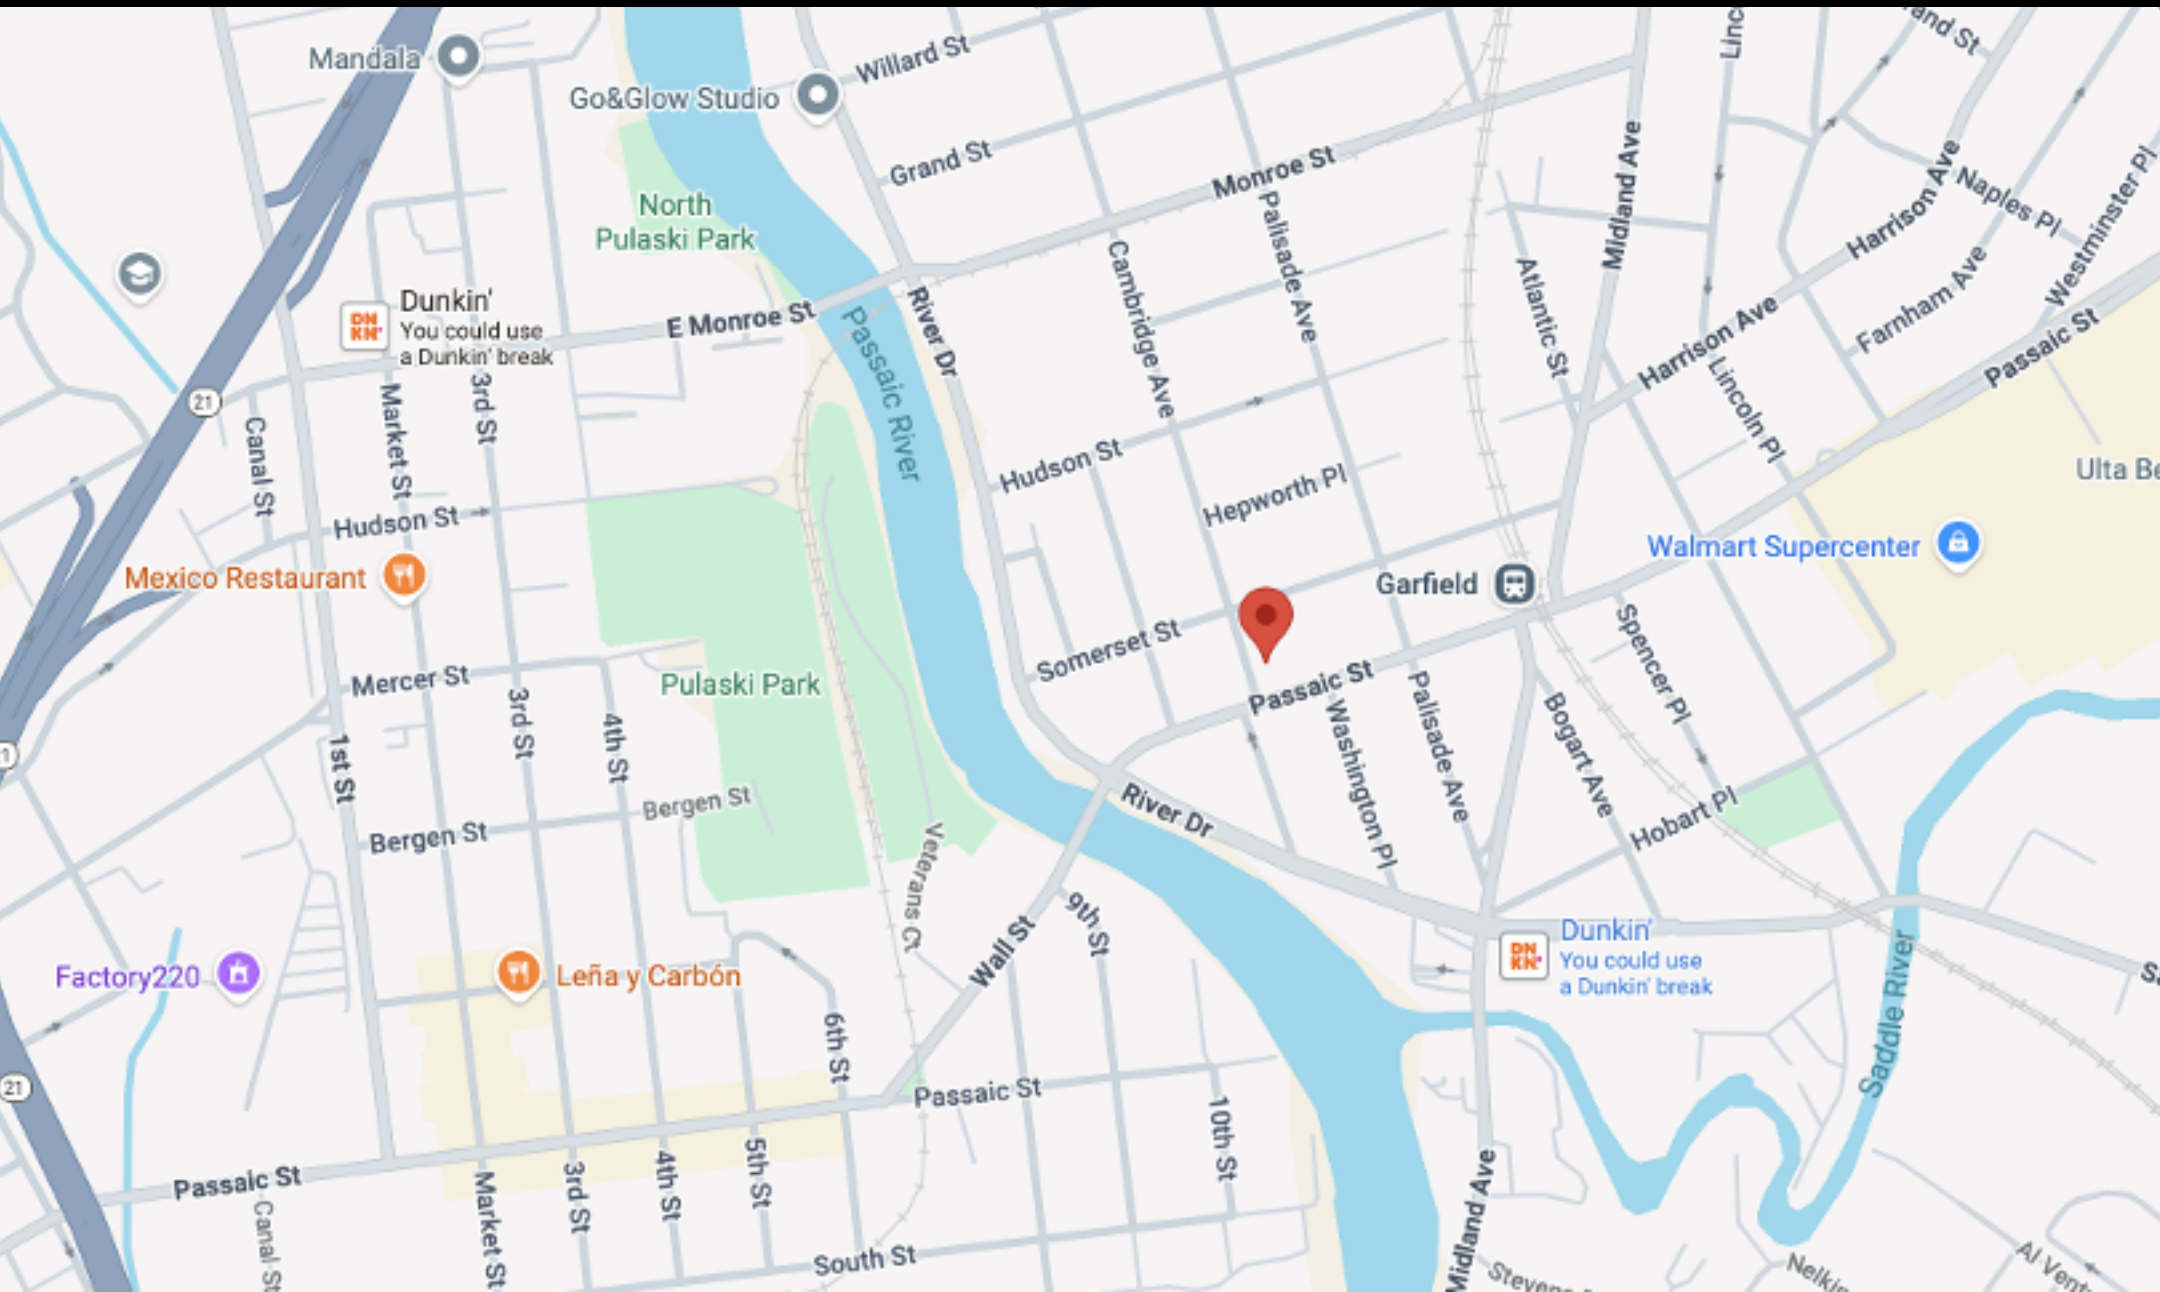 Mandala
Willard St
Go&Glow Studio
Grand St
North
Pulaski Park
Monroe St
Midland Ave
Harrison Ave
Naples Pl
Westminster Pl
Palisade Ave
Cambridge Ave
Atlantic St
Farnham Ave
Harrison Ave
Passaic St
Lincoln Pl
Dunkin'
You could use
a Dunkin' break
DN
KN'
E Monroe St
River Dr
Passaic River
21
Canal St
Market St
3rd St
Hudson St
Hudson St
Hepworth Pl
Walmart Supercenter
Mexico Restaurant
Garfield
Somerset St
Spencer Pl
Mercer St
Pulaski Park
Passaic St
3rd St
4th St
1st St
Washington Pl
Palisade Ave
Bogart Ave
Hobart Pl
Bergen St
Bergen St
River Dr
Veterans Ct
Wall St
9th St
Factory220
Leña y Carbón
DN
KN'
Dunkin'
You could use
a Dunkin' break
Saddle River
6th St
21
Passaic St
10th St
Passaic St
Canal St
Market St
3rd St
4th St
5th St
South St
Midland Ave